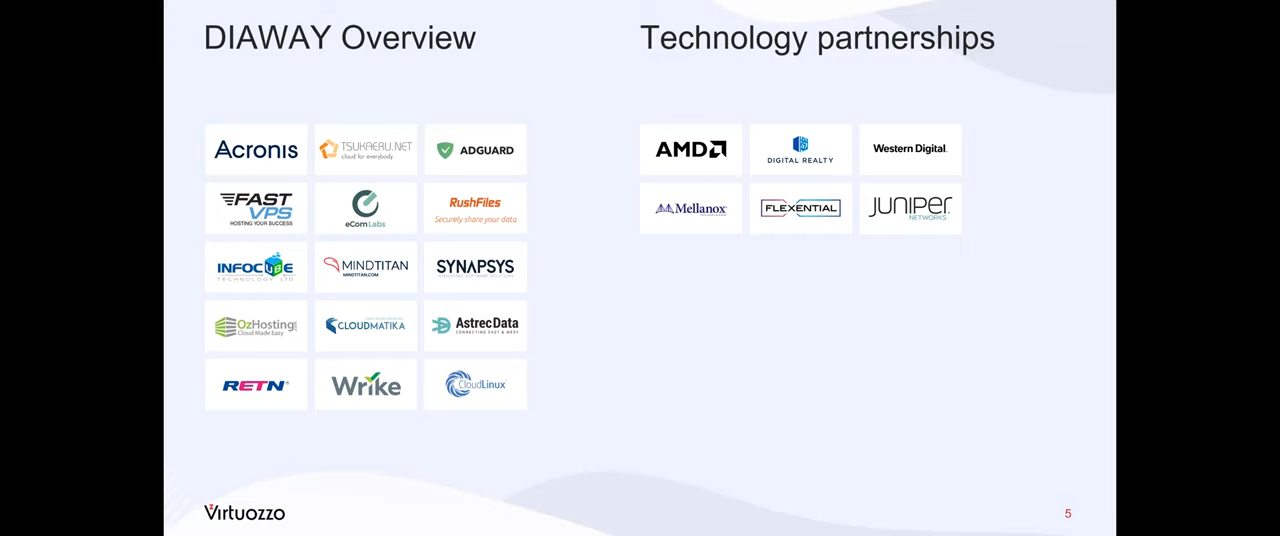 DIAWAY Overview
Technology partnerships
Acronis
TSUKAERU.NET
cloud for everybody
ADGUARD
FAST
VPS
HOSTING YOUR SUCCESS
eComLabs
RushFiles
Securely share your data
INFOCUBE
TECHNOLOGY LTD
MINDTITAN
MINDTITAN.COM
SYNAPSYS
OzHosting
Cloud Made Easy
CLOUDMATIKA
AstrecData
CONNECTING EAST & WEST
RETN®
Wrike
CloudLinux
AMD
DIGITAL REALTY
Western Digital.
Mellanox
FLEXENTIAL
JUNIPER
NETWORKS
Virtuozzo
5